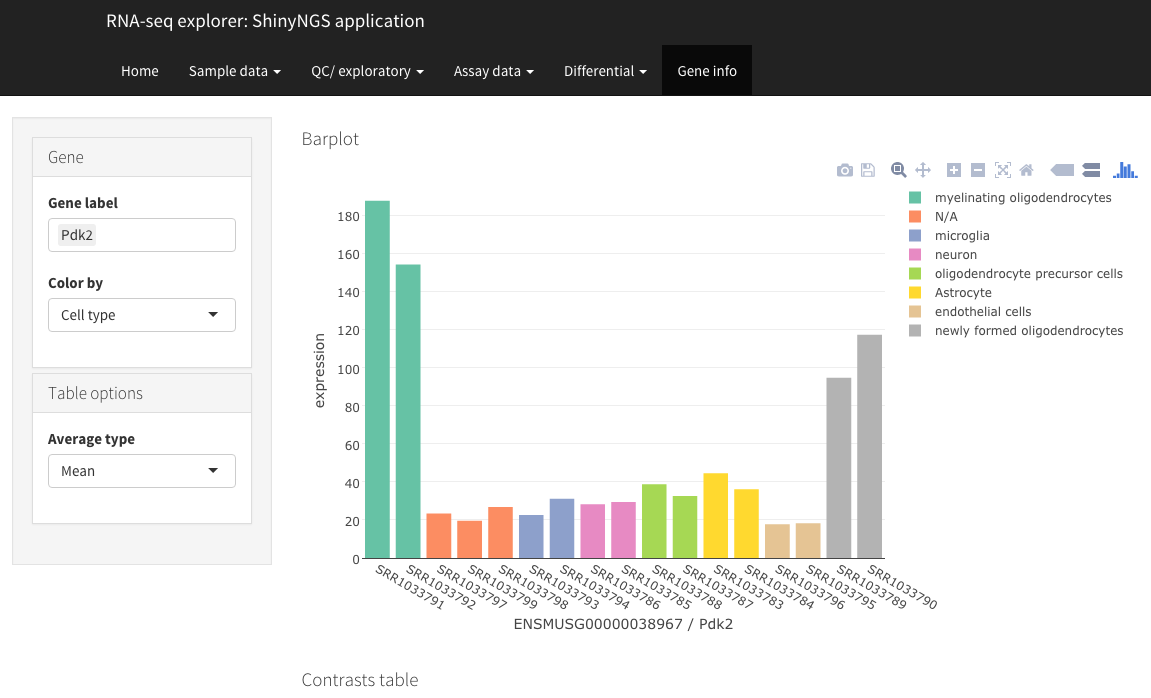 RNA-seq explorer: ShinyNGS application
Home Sample data QC/ exploratory Assay data Differential Gene info
Gene
Gene label
Pdk2
Color by
Cell type
Table options
Average type
Mean
Barplot
myelinating oligodendrocytes
N/A
microglia
neuron
oligodendrocyte precursor cells
Astrocyte
endothelial cells
newly formed oligodendrocytes
expression
180
160
140
120
100
80
60
40
20
0
SRR1033791
SRR1033792
SRR1033797
SRR1033799
SRR1033798
SRR1033793
SRR1033794
SRR1033786
SRR1033785
SRR1033788
SRR1033787
SRR1033783
SRR1033784
SRR1033796
SRR1033795
SRR1033789
SRR1033790
ENSMUSG00000038967 / Pdk2
Contrasts table